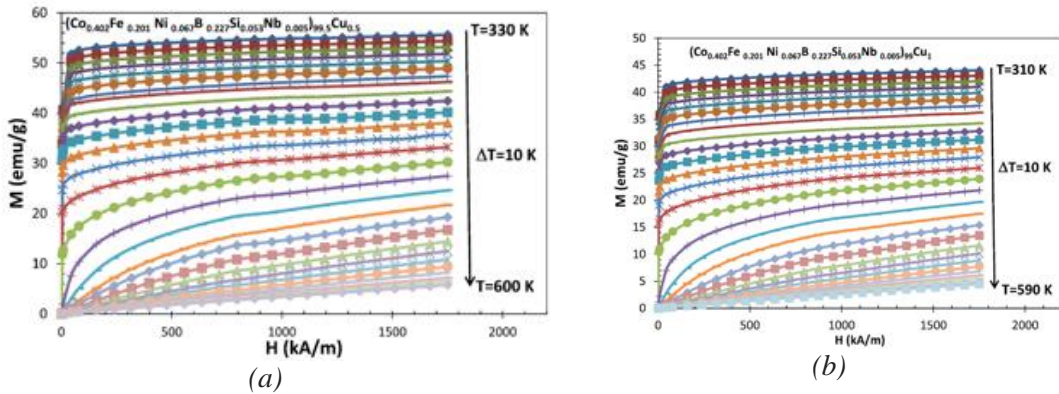 (Co0.402Fe 0.201 Ni 0.067B 0.227Si0.053Nb 0.005)99.5Cu0.5
T=330 K
ΔT=10 K
T=600 K
M (emu/g)
60
50
40
30
20
10
0
0 500 1000 1500 2000
H (kA/m)
(a)
(Co0.402Fe 0.201 Ni 0.067B 0.227Si0.053Nb 0.005)99Cu1
T=310 K
ΔT=10 K
T=590 K
M (emu/g)
50
45
40
35
30
25
20
15
10
5
0
0 500 1000 1500 2000
H (kA/m)
(b)